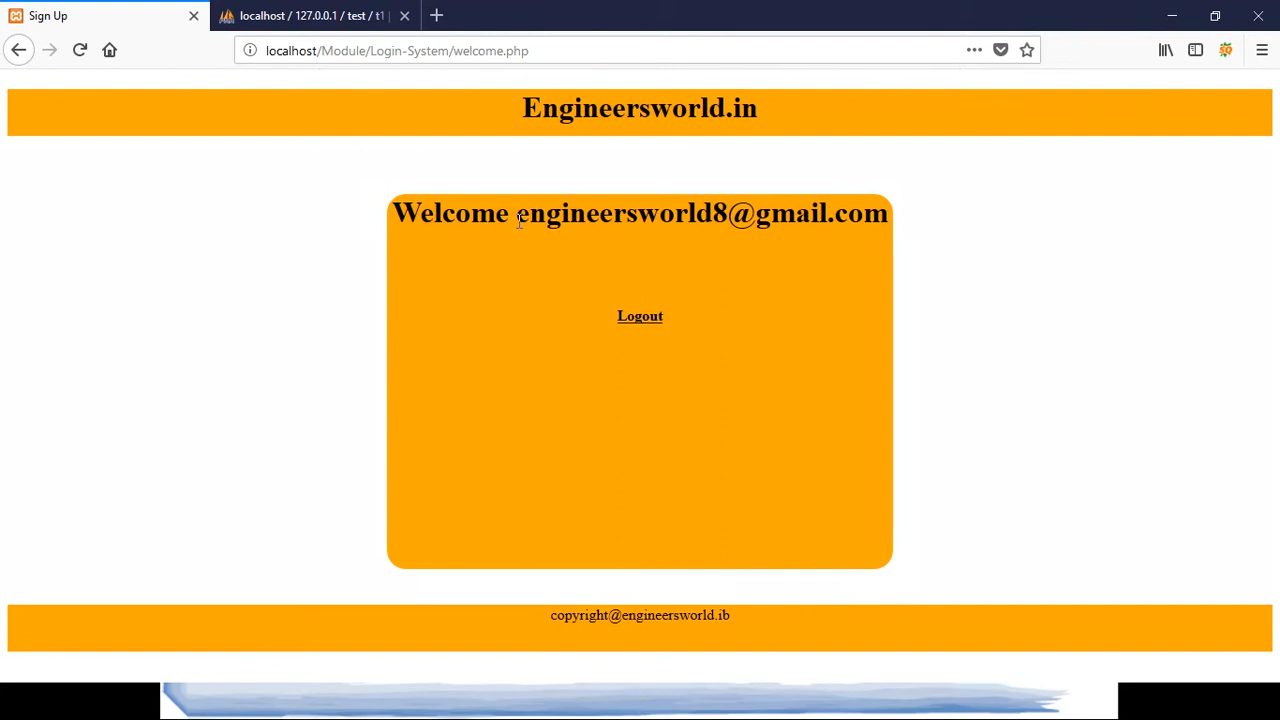 Sign Up
localhost / 127.0.0.1 / test / t1 |
localhost/Module/Login-System/welcome.php
Engineersworld.in
Welcome engineersworld8@gmail.com
Logout
copyright@engineersworld.ib